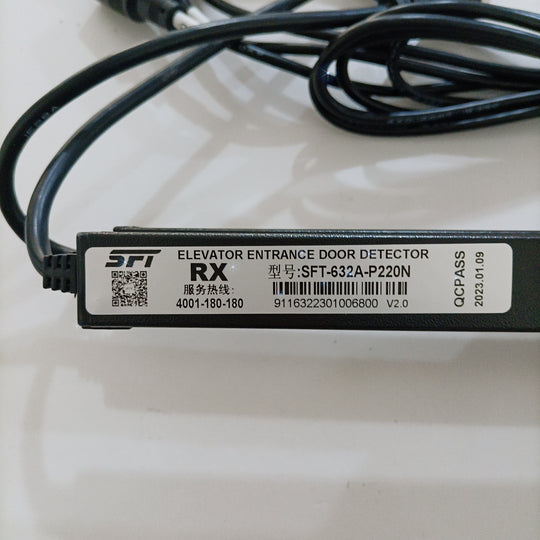 SFT
ELEVATOR ENTRANCE DOOR DETECTOR
RX
型号:SFT-632A-P220N
服务热线:
4001-180-180
9116322301006800 V2.0
QCPASS
2023.01.09